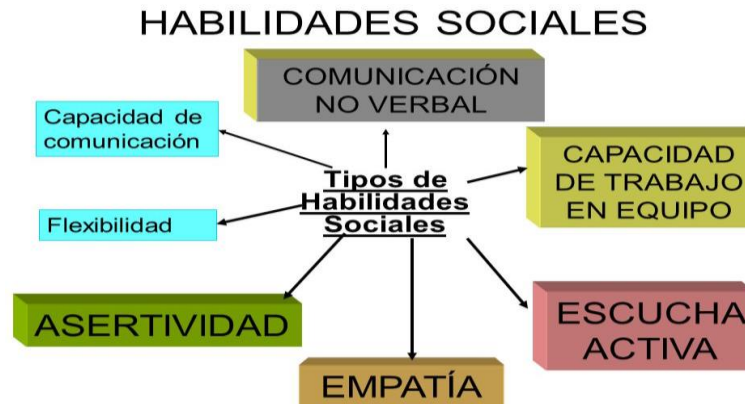 HABILIDADES SOCIALES
COMUNICACIÓN
NO VERBAL
Capacidad de
comunicación
CAPACIDAD
DE TRABAJO
EN EQUIPO
Tipos de
Habilidades
Sociales
Flexibilidad
ASERTIVIDAD
ESCUCHA
ACTIVA
EMPATÍA